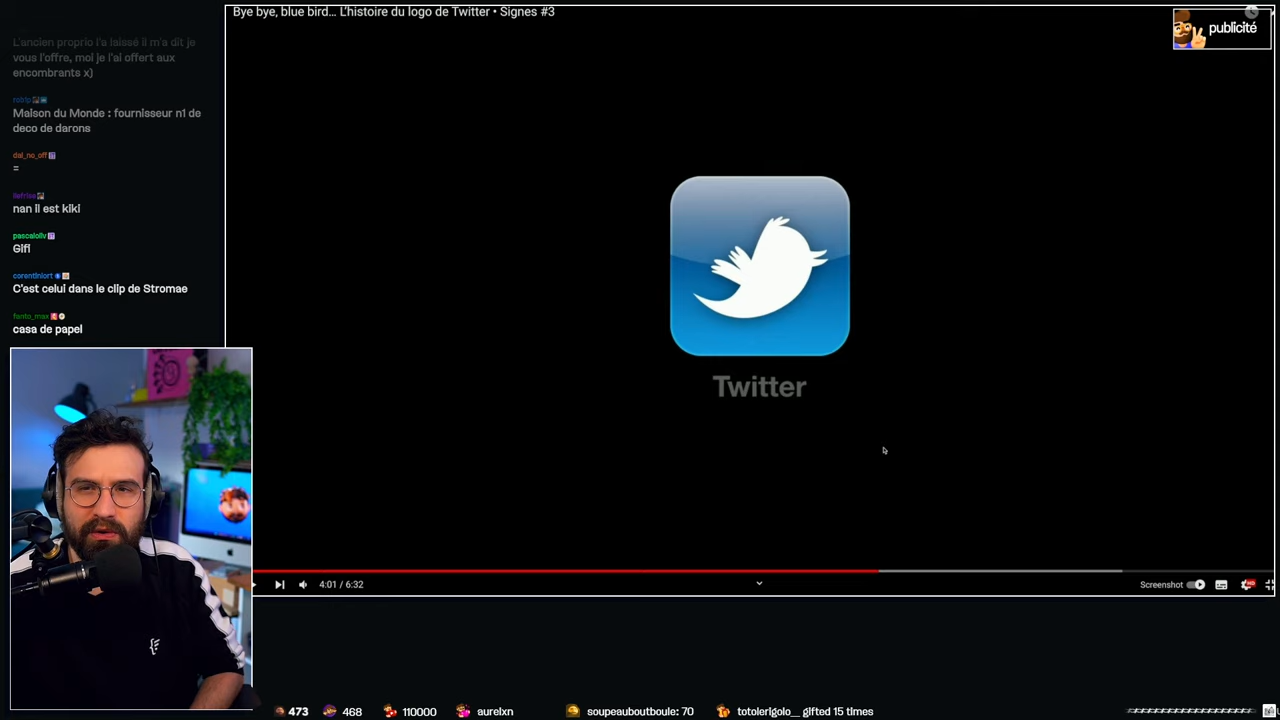 Bye bye, blue bird... L'histoire du logo de Twitter • Signes #3
publicité
L'ancien proprio l'a laissé il m'a dit je
vous l'offre, moi je l'ai offert aux
encombrants x)
Maison du Monde : fournisseur n1 de
deco de darons
dal_no_off
=
nan il est kiki
pascaloliv
Gifi
corentinlort
C'est celui dans le clip de Stromae
fanto_max
casa de papel
Twitter
4:01 / 6:32
Screenshot
473
468
110000
aurelxn
soupeauboutboule: 70
totolerigolo__ gifted 15 times